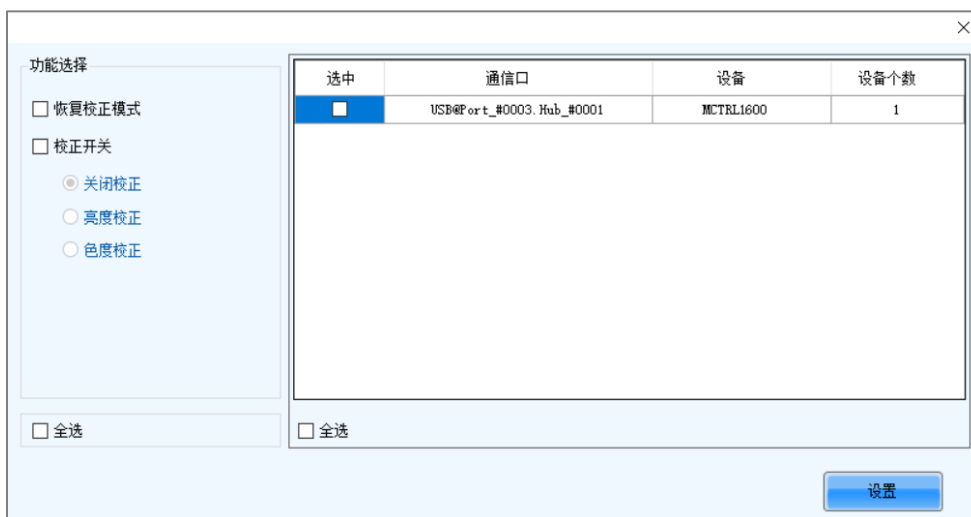 功能选择
恢复校正模式
校正开关
关闭校正
亮度校正
色度校正
全选
选中 通信口 设备 设备个数
USB@Port_#0003.Hub_#0001 MCTRL1600 1
全选
设置